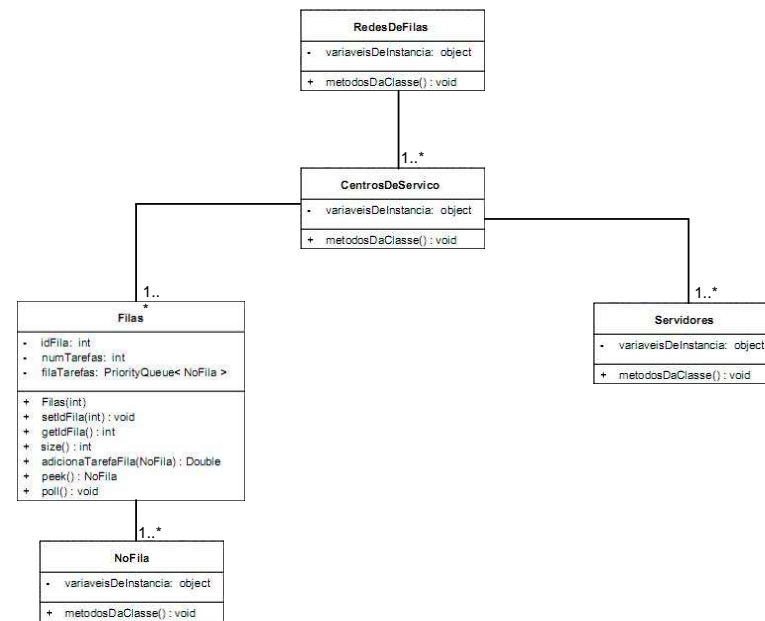 RedesDeFilas
- variaveisDeInstancia: object
+ metodosDaClasse() : void
1..*
CentrosDeServico
- variaveisDeInstancia: object
+ metodosDaClasse() : void
1..
*
Filas
- idFila: int
- numTarefas: int
- filaTarefas: PriorityQueue< NoFila >
+ Filas(int)
+ setIdFila(int) : void
+ getIdFila() : int
+ size() : int
+ adicionaTarefaFila(NoFila) : Double
+ peek() : NoFila
+ poll() : void
1..*
Servidores
- variaveisDeInstancia: object
+ metodosDaClasse() : void
1..*
NoFila
- variaveisDeInstancia: object
+ metodosDaClasse() : void